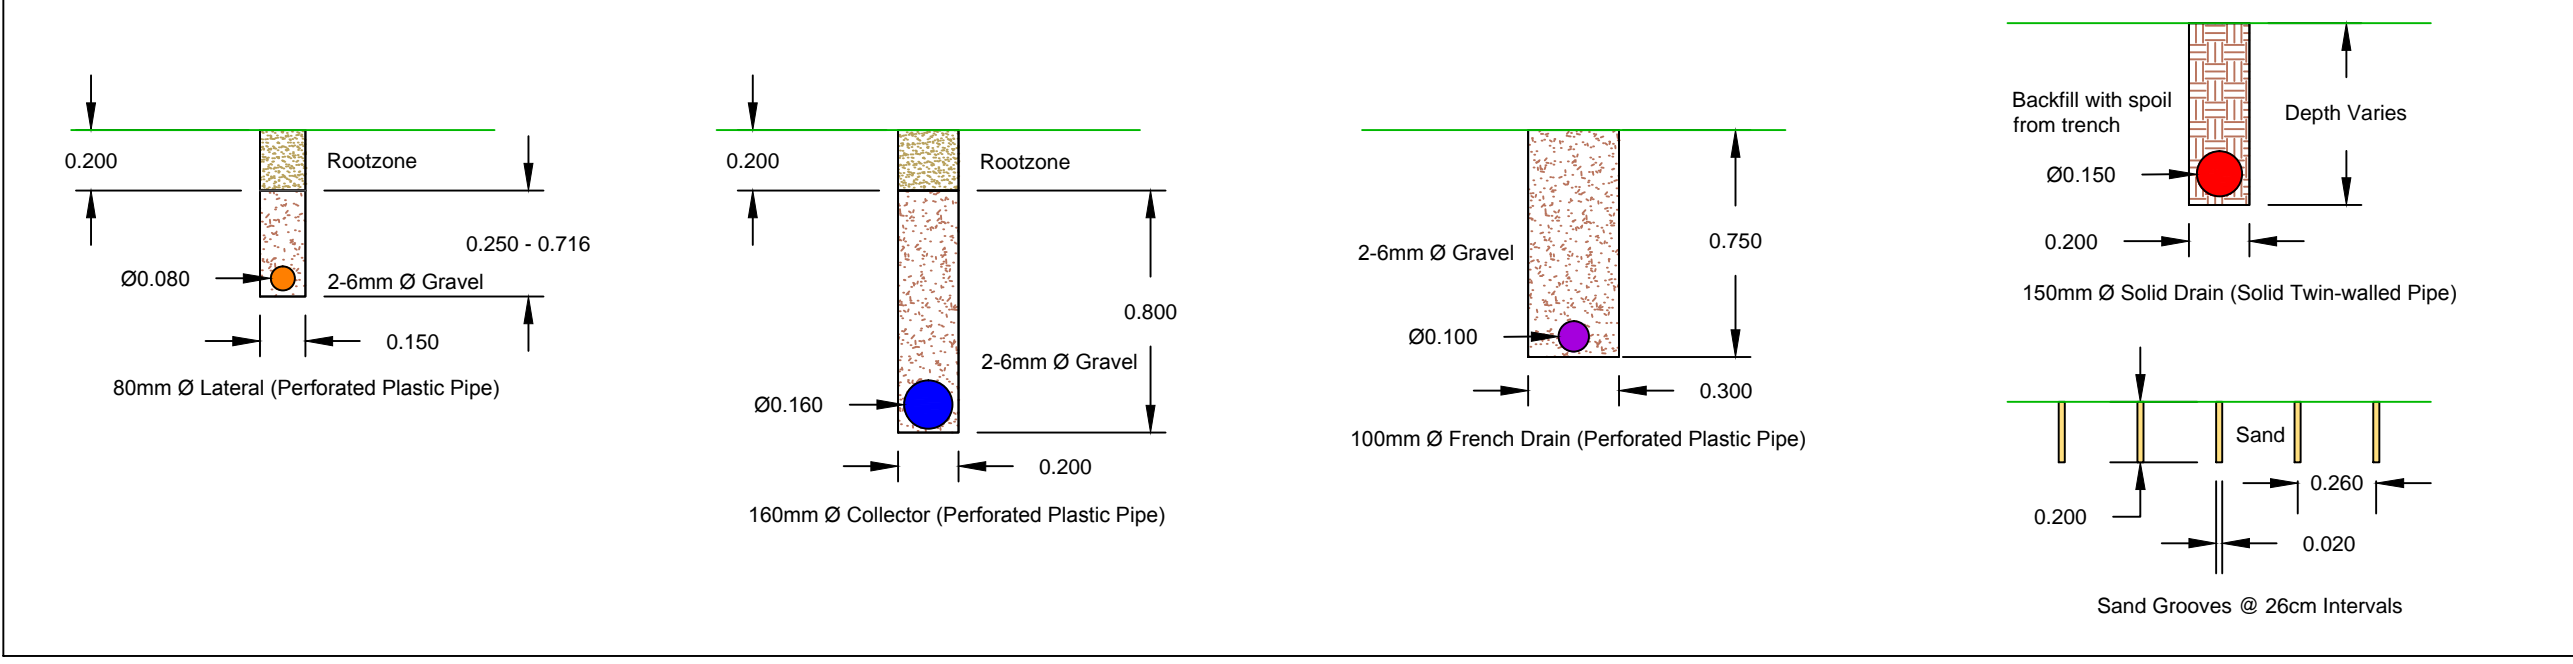 0.200
Rootzone
0.250 - 0.716
Ø0.080
2-6mm Ø Gravel
0.150
80mm Ø Lateral (Perforated Plastic Pipe)
0.200
Rootzone
0.800
2-6mm Ø Gravel
Ø0.160
0.200
160mm Ø Collector (Perforated Plastic Pipe)
2-6mm Ø Gravel
0.750
Ø0.100
0.300
100mm Ø French Drain (Perforated Plastic Pipe)
Backfill with spoil
from trench
Depth Varies
Ø0.150
0.200
150mm Ø Solid Drain (Solid Twin-walled Pipe)
Sand
0.260
0.200
0.020
Sand Grooves @ 26cm Intervals